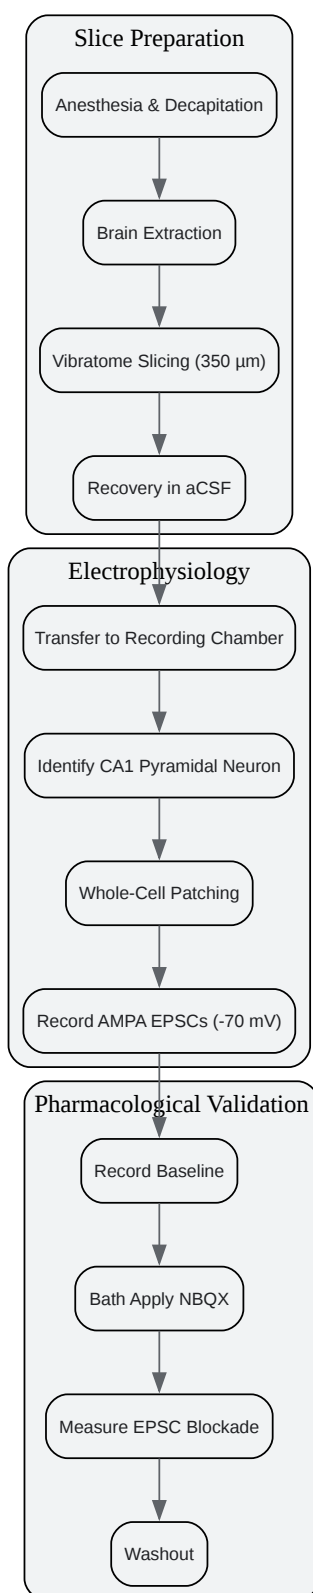 Slice Preparation
Anesthesia & Decapitation
Brain Extraction
Vibratome Slicing (350 µm)
Recovery in aCSF
Electrophysiology
Transfer to Recording Chamber
Identify CA1 Pyramidal Neuron
Whole-Cell Patching
Record AMPA EPSCs (-70 mV)
Pharmacological Validation
Record Baseline
Bath Apply NBQX
Measure EPSC Blockade
Washout